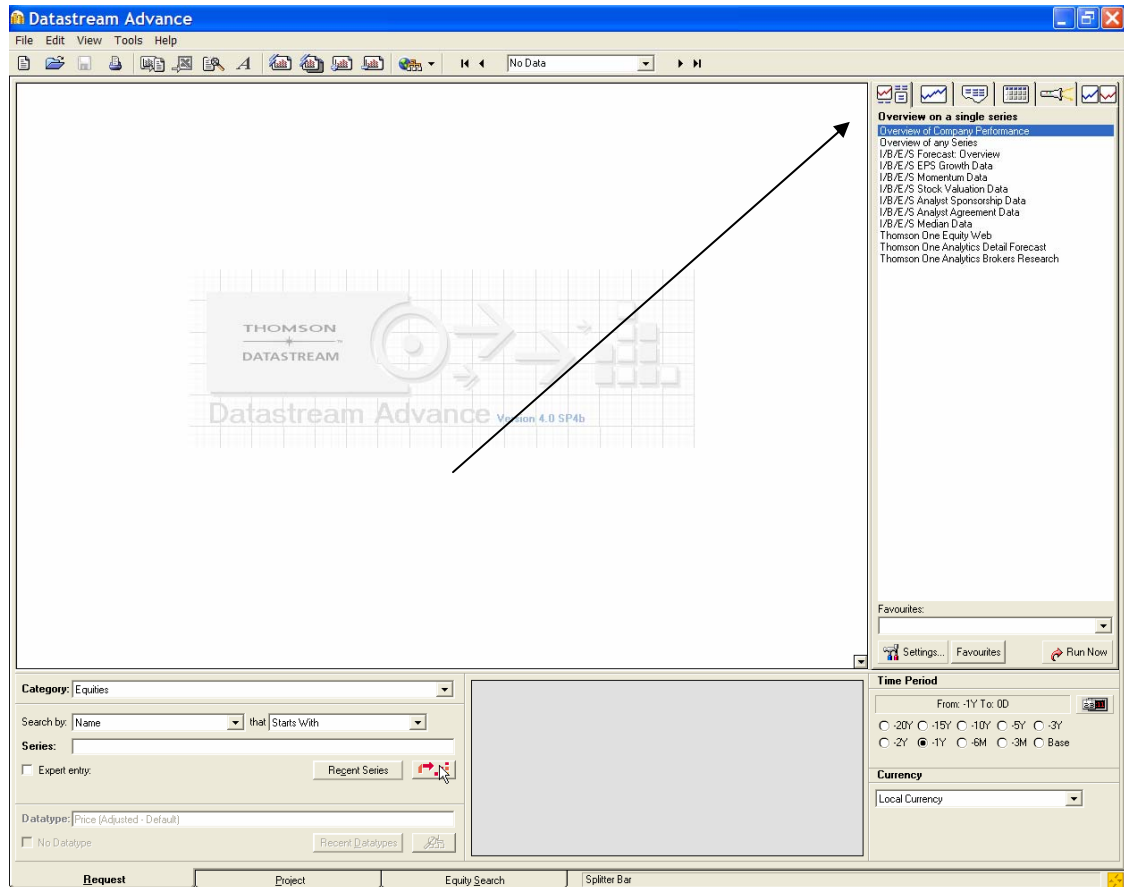 Datastream Advance
File Edit View Tools Help
No Data
Overview on a single series
Overview of Company Performance
Overview of any Series
I/B/E/S Forecast: Overview
I/B/E/S EPS Growth Data
I/B/E/S Momentum Data
I/B/E/S Stock Valuation Data
I/B/E/S Analyst Sponsorship Data
I/B/E/S Analyst Agreement Data
I/B/E/S Median Data
Thomson One Equity Web
Thomson One Analytics Detail Forecast
Thomson One Analytics Brokers Research
THOMSON
DATASTREAM
Datastream Advance Version 4.0 SP4b
Favourites:
Settings... Favourites Run Now
Category: Equities
Search by: Name that Starts With
Series:
Expert entry: Recent Series
Datatype: Price (Adjusted - Default)
No Datatype Recent Datatypes
Time Period
From: -1Y To: 0D
-20Y -15Y -10Y -5Y -3Y
-2Y -1Y -6M -3M Base
Currency
Local Currency
Request Project Equity Search Splitter Bar